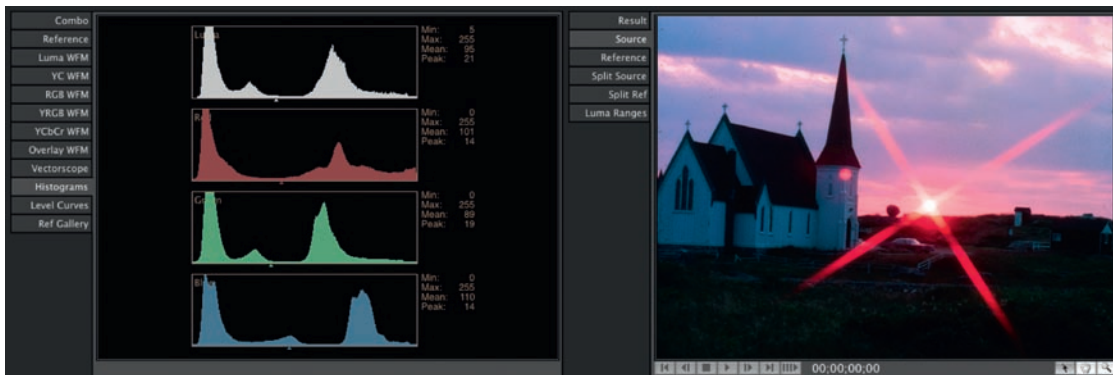 Combo
Reference
Luma WFM
YC WFM
RGB WFM
YRGB WFM
YCbCr WFM
Overlay WFM
Vectorscope
Histograms
Level Curves
Ref Gallery
Luma
Min: 5
Max: 255
Mean: 95
Peak: 21
Red
Min: 0
Max: 255
Mean: 101
Peak: 14
Green
Min: 0
Max: 255
Mean: 89
Peak: 19
Blue
Min: 0
Max: 255
Mean: 110
Peak: 14
Result
Source
Reference
Split Source
Split Ref
Luma Ranges
00;00;00;00